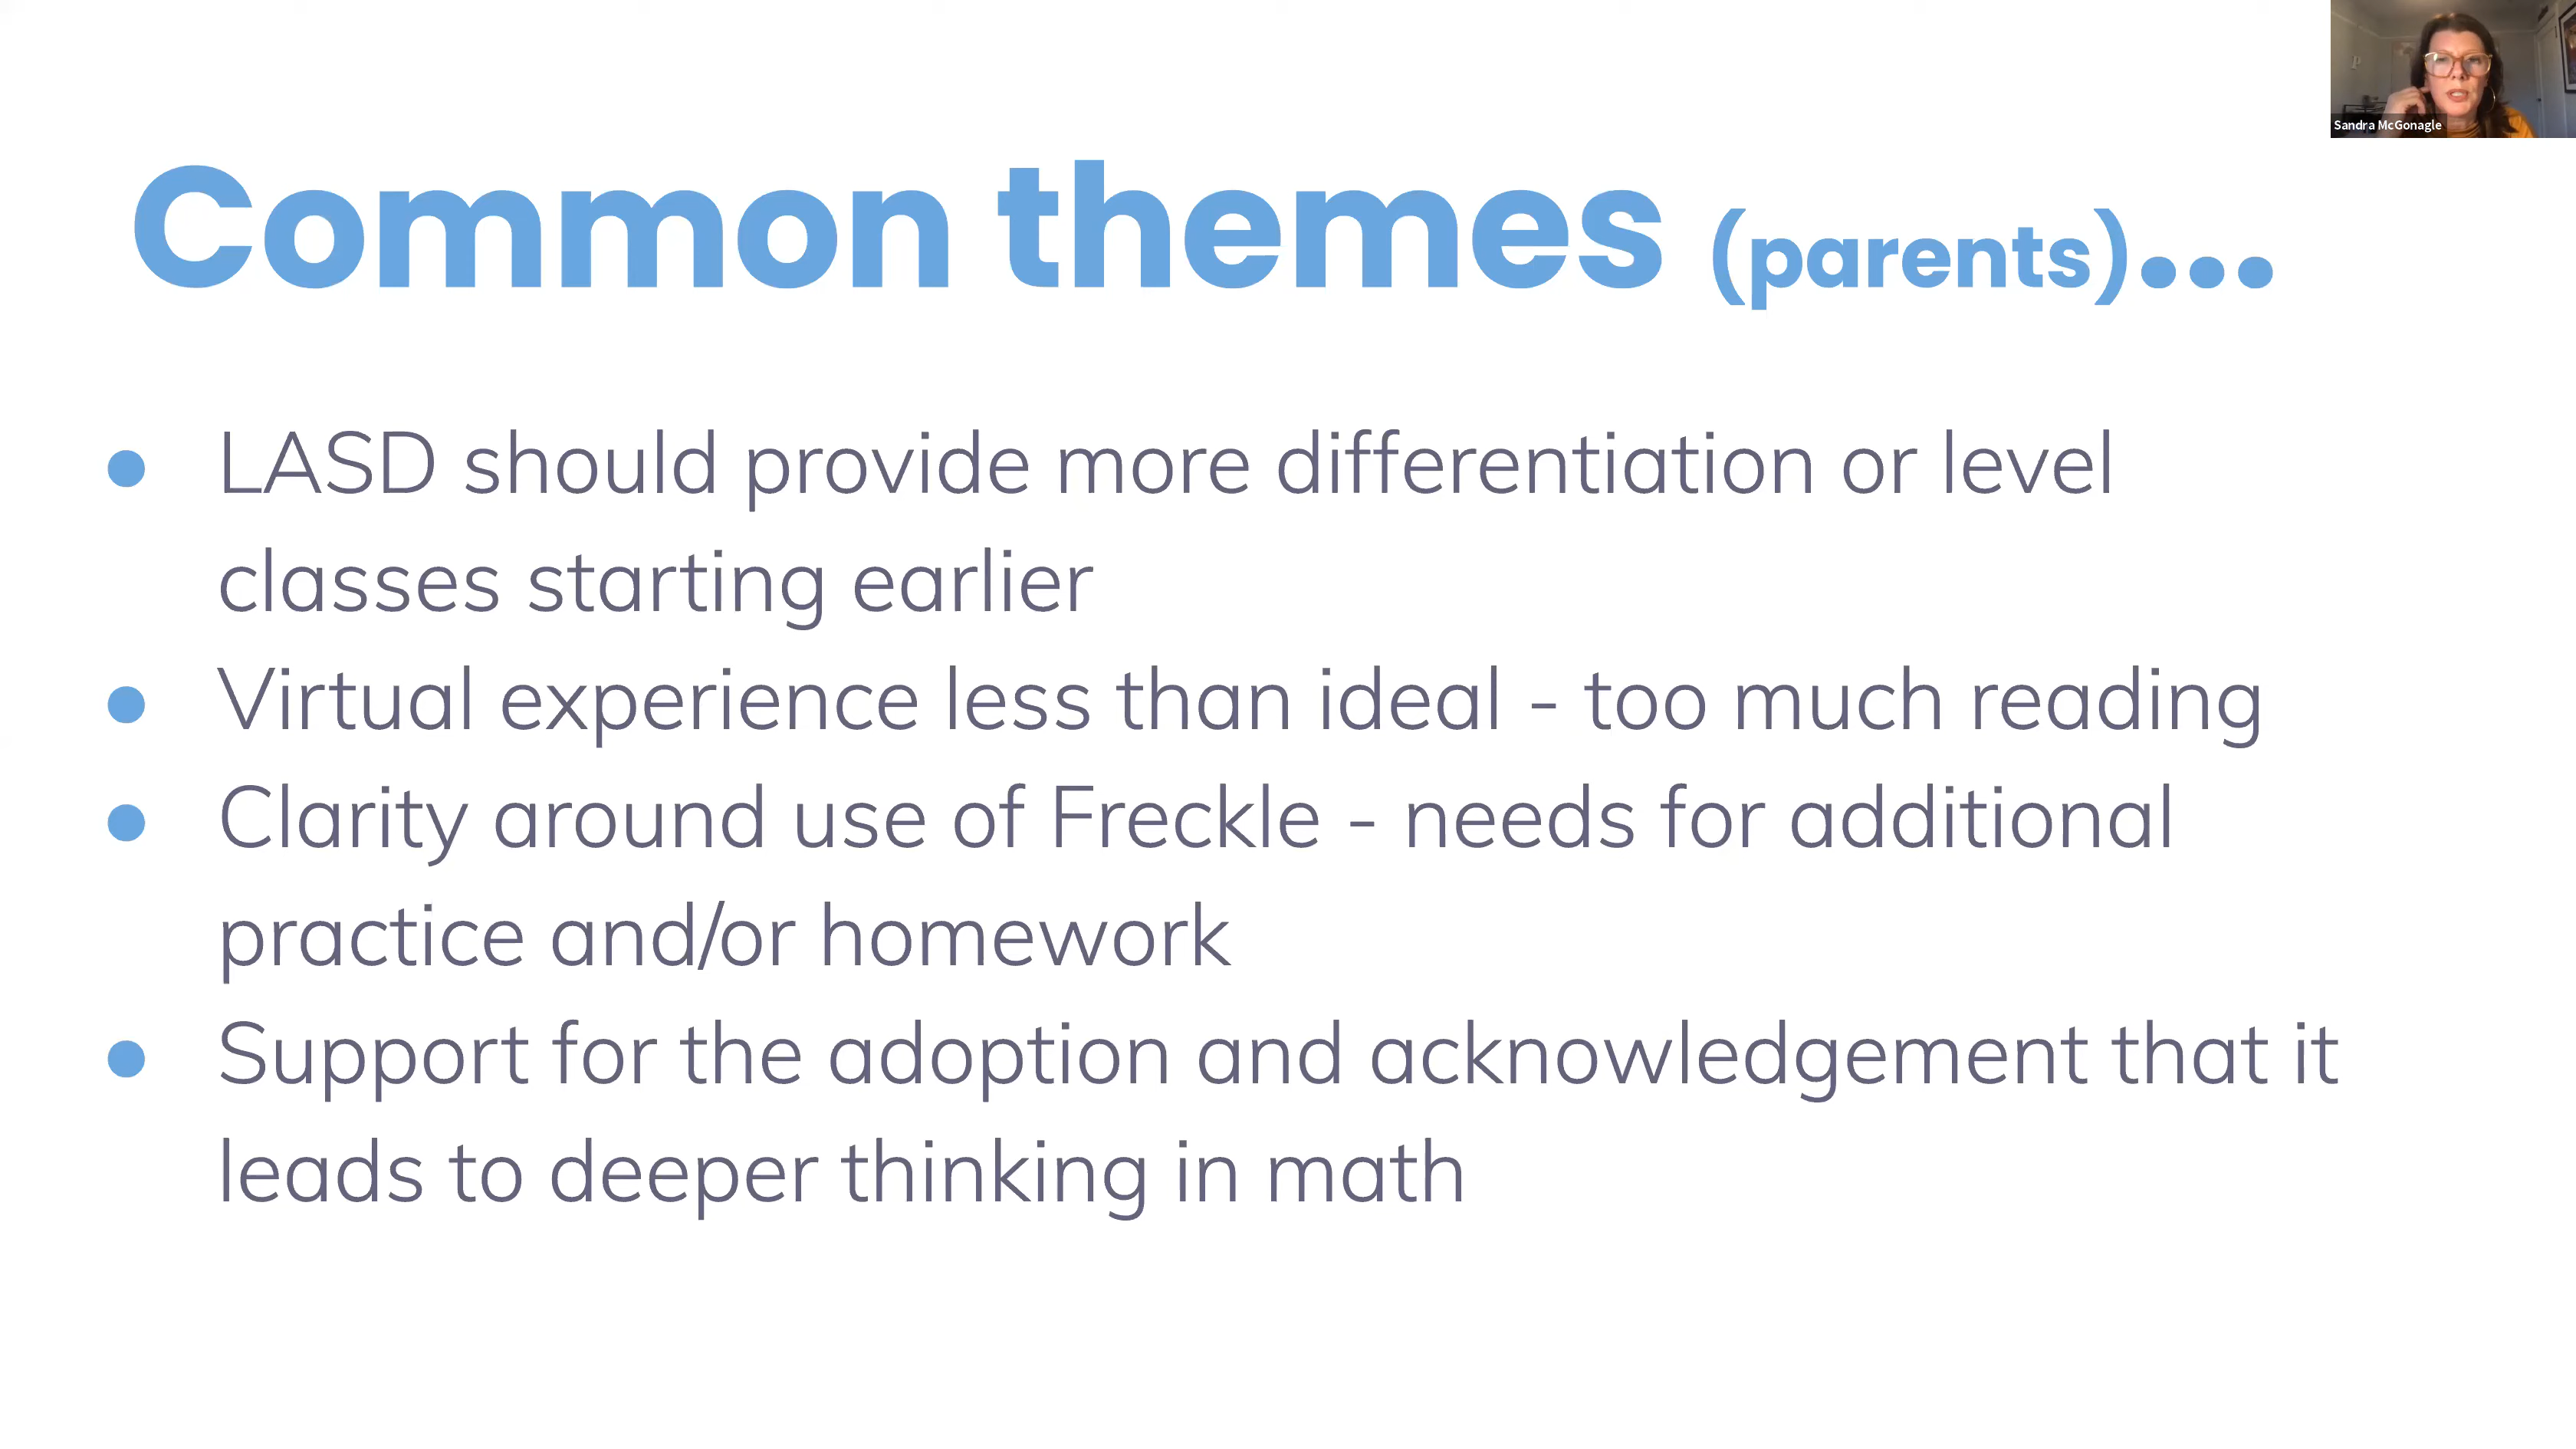 Sandra McGonagle
Common themes (parents)...
● LASD should provide more differentiation or level
classes starting earlier
● Virtual experience less than ideal - too much reading
● Clarity around use of Freckle - needs for additional
practice and/or homework
● Support for the adoption and acknowledgement that it
leads to deeper thinking in math